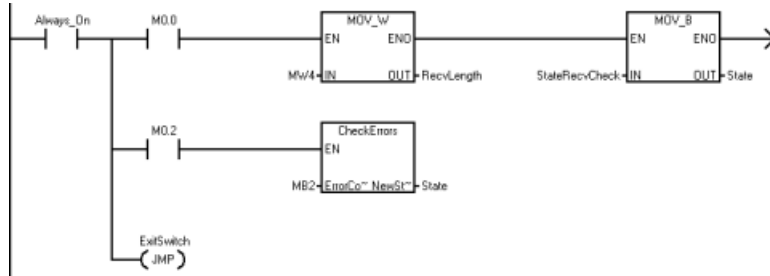 Always_On M0.0 MOV_W MOV_B
EN ENO EN ENO
MW4 IN OUT RecvLength StateRecvCheck IN OUT State
M0.2 CheckErrors
EN
MB2 ErrorCo~ NewSt~ State
ExitSwitch
JMP